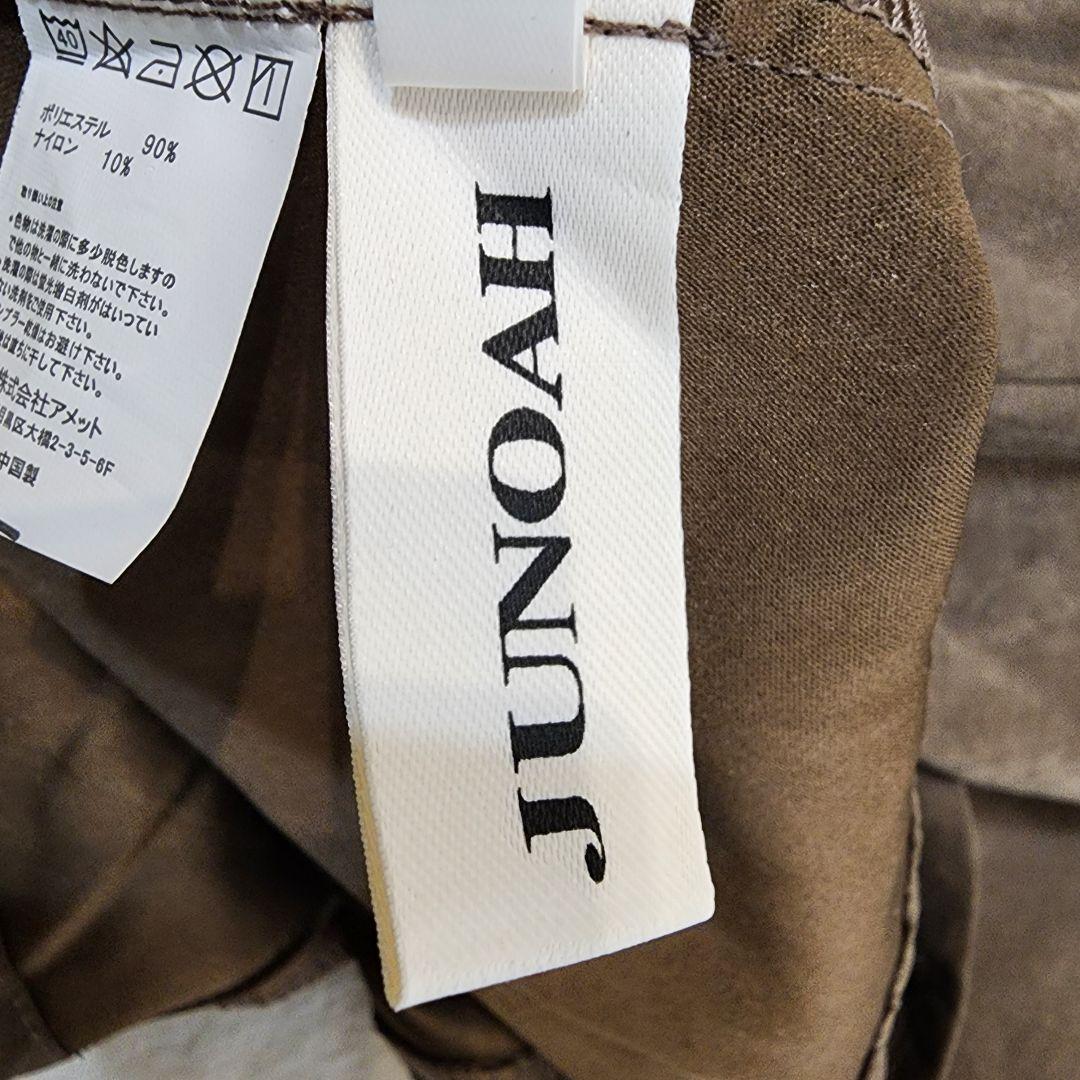 40
ポリエステル 90%
ナイロン 10%
取り扱い上の注意
・色物は洗濯の際に多少脱色しますの
で他の物と一緒に洗わないで下さい。
洗濯の際は蛍光増白剤がはいってい
ない洗剤をご使用下さい。
ンブラー乾燥はお避け下さい。
は直ちに干して下さい。
株式会社アメット
目黒区大橋2-3-5-6F
中国製
JUNOAH